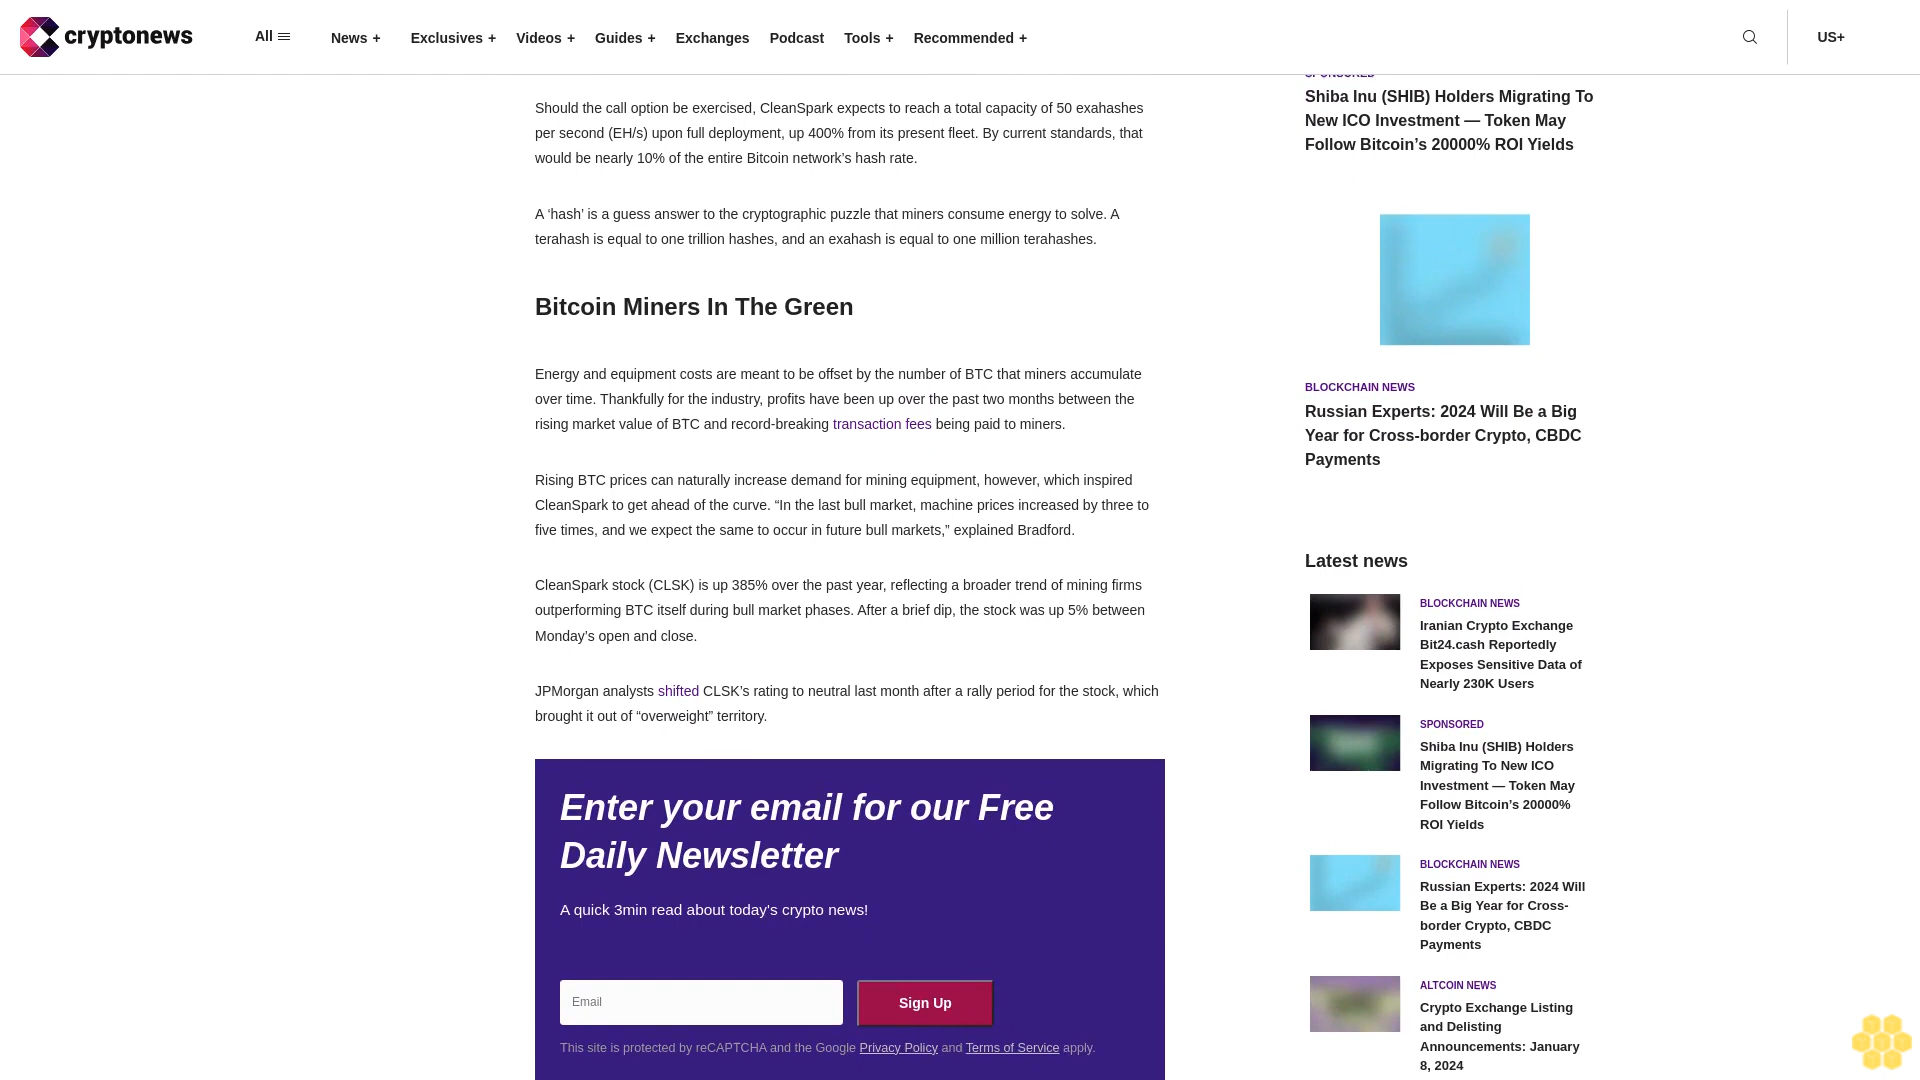 cryptonews
All
News +
Exclusives +
Videos +
Guides +
Exchanges
Podcast
Tools +
Recommended +
US+
Should the call option be exercised, CleanSpark expects to reach a total capacity of 50 exahashes
per second (EH/s) upon full deployment, up 400% from its present fleet. By current standards, that
would be nearly 10% of the entire Bitcoin network’s hash rate.
A ‘hash’ is a guess answer to the cryptographic puzzle that miners consume energy to solve. A
terahash is equal to one trillion hashes, and an exahash is equal to one million terahashes.
Bitcoin Miners In The Green
Energy and equipment costs are meant to be offset by the number of BTC that miners accumulate
over time. Thankfully for the industry, profits have been up over the past two months between the
rising market value of BTC and record-breaking transaction fees being paid to miners.
Rising BTC prices can naturally increase demand for mining equipment, however, which inspired
CleanSpark to get ahead of the curve. “In the last bull market, machine prices increased by three to
five times, and we expect the same to occur in future bull markets,” explained Bradford.
CleanSpark stock (CLSK) is up 385% over the past year, reflecting a broader trend of mining firms
outperforming BTC itself during bull market phases. After a brief dip, the stock was up 5% between
Monday’s open and close.
JPMorgan analysts shifted CLSK’s rating to neutral last month after a rally period for the stock, which
brought it out of “overweight” territory.
Enter your email for our Free
Daily Newsletter
A quick 3min read about today's crypto news!
Email
Sign Up
This site is protected by reCAPTCHA and the Google Privacy Policy and Terms of Service apply.
SPONSORED
Shiba Inu (SHIB) Holders Migrating To
New ICO Investment — Token May
Follow Bitcoin’s 20000% ROI Yields
BLOCKCHAIN NEWS
Russian Experts: 2024 Will Be a Big
Year for Cross-border Crypto, CBDC
Payments
Latest news
BLOCKCHAIN NEWS
Iranian Crypto Exchange
Bit24.cash Reportedly
Exposes Sensitive Data of
Nearly 230K Users
SPONSORED
Shiba Inu (SHIB) Holders
Migrating To New ICO
Investment — Token May
Follow Bitcoin’s 20000%
ROI Yields
BLOCKCHAIN NEWS
Russian Experts: 2024 Will
Be a Big Year for Cross-
border Crypto, CBDC
Payments
ALTCOIN NEWS
Crypto Exchange Listing
and Delisting
Announcements: January
8, 2024